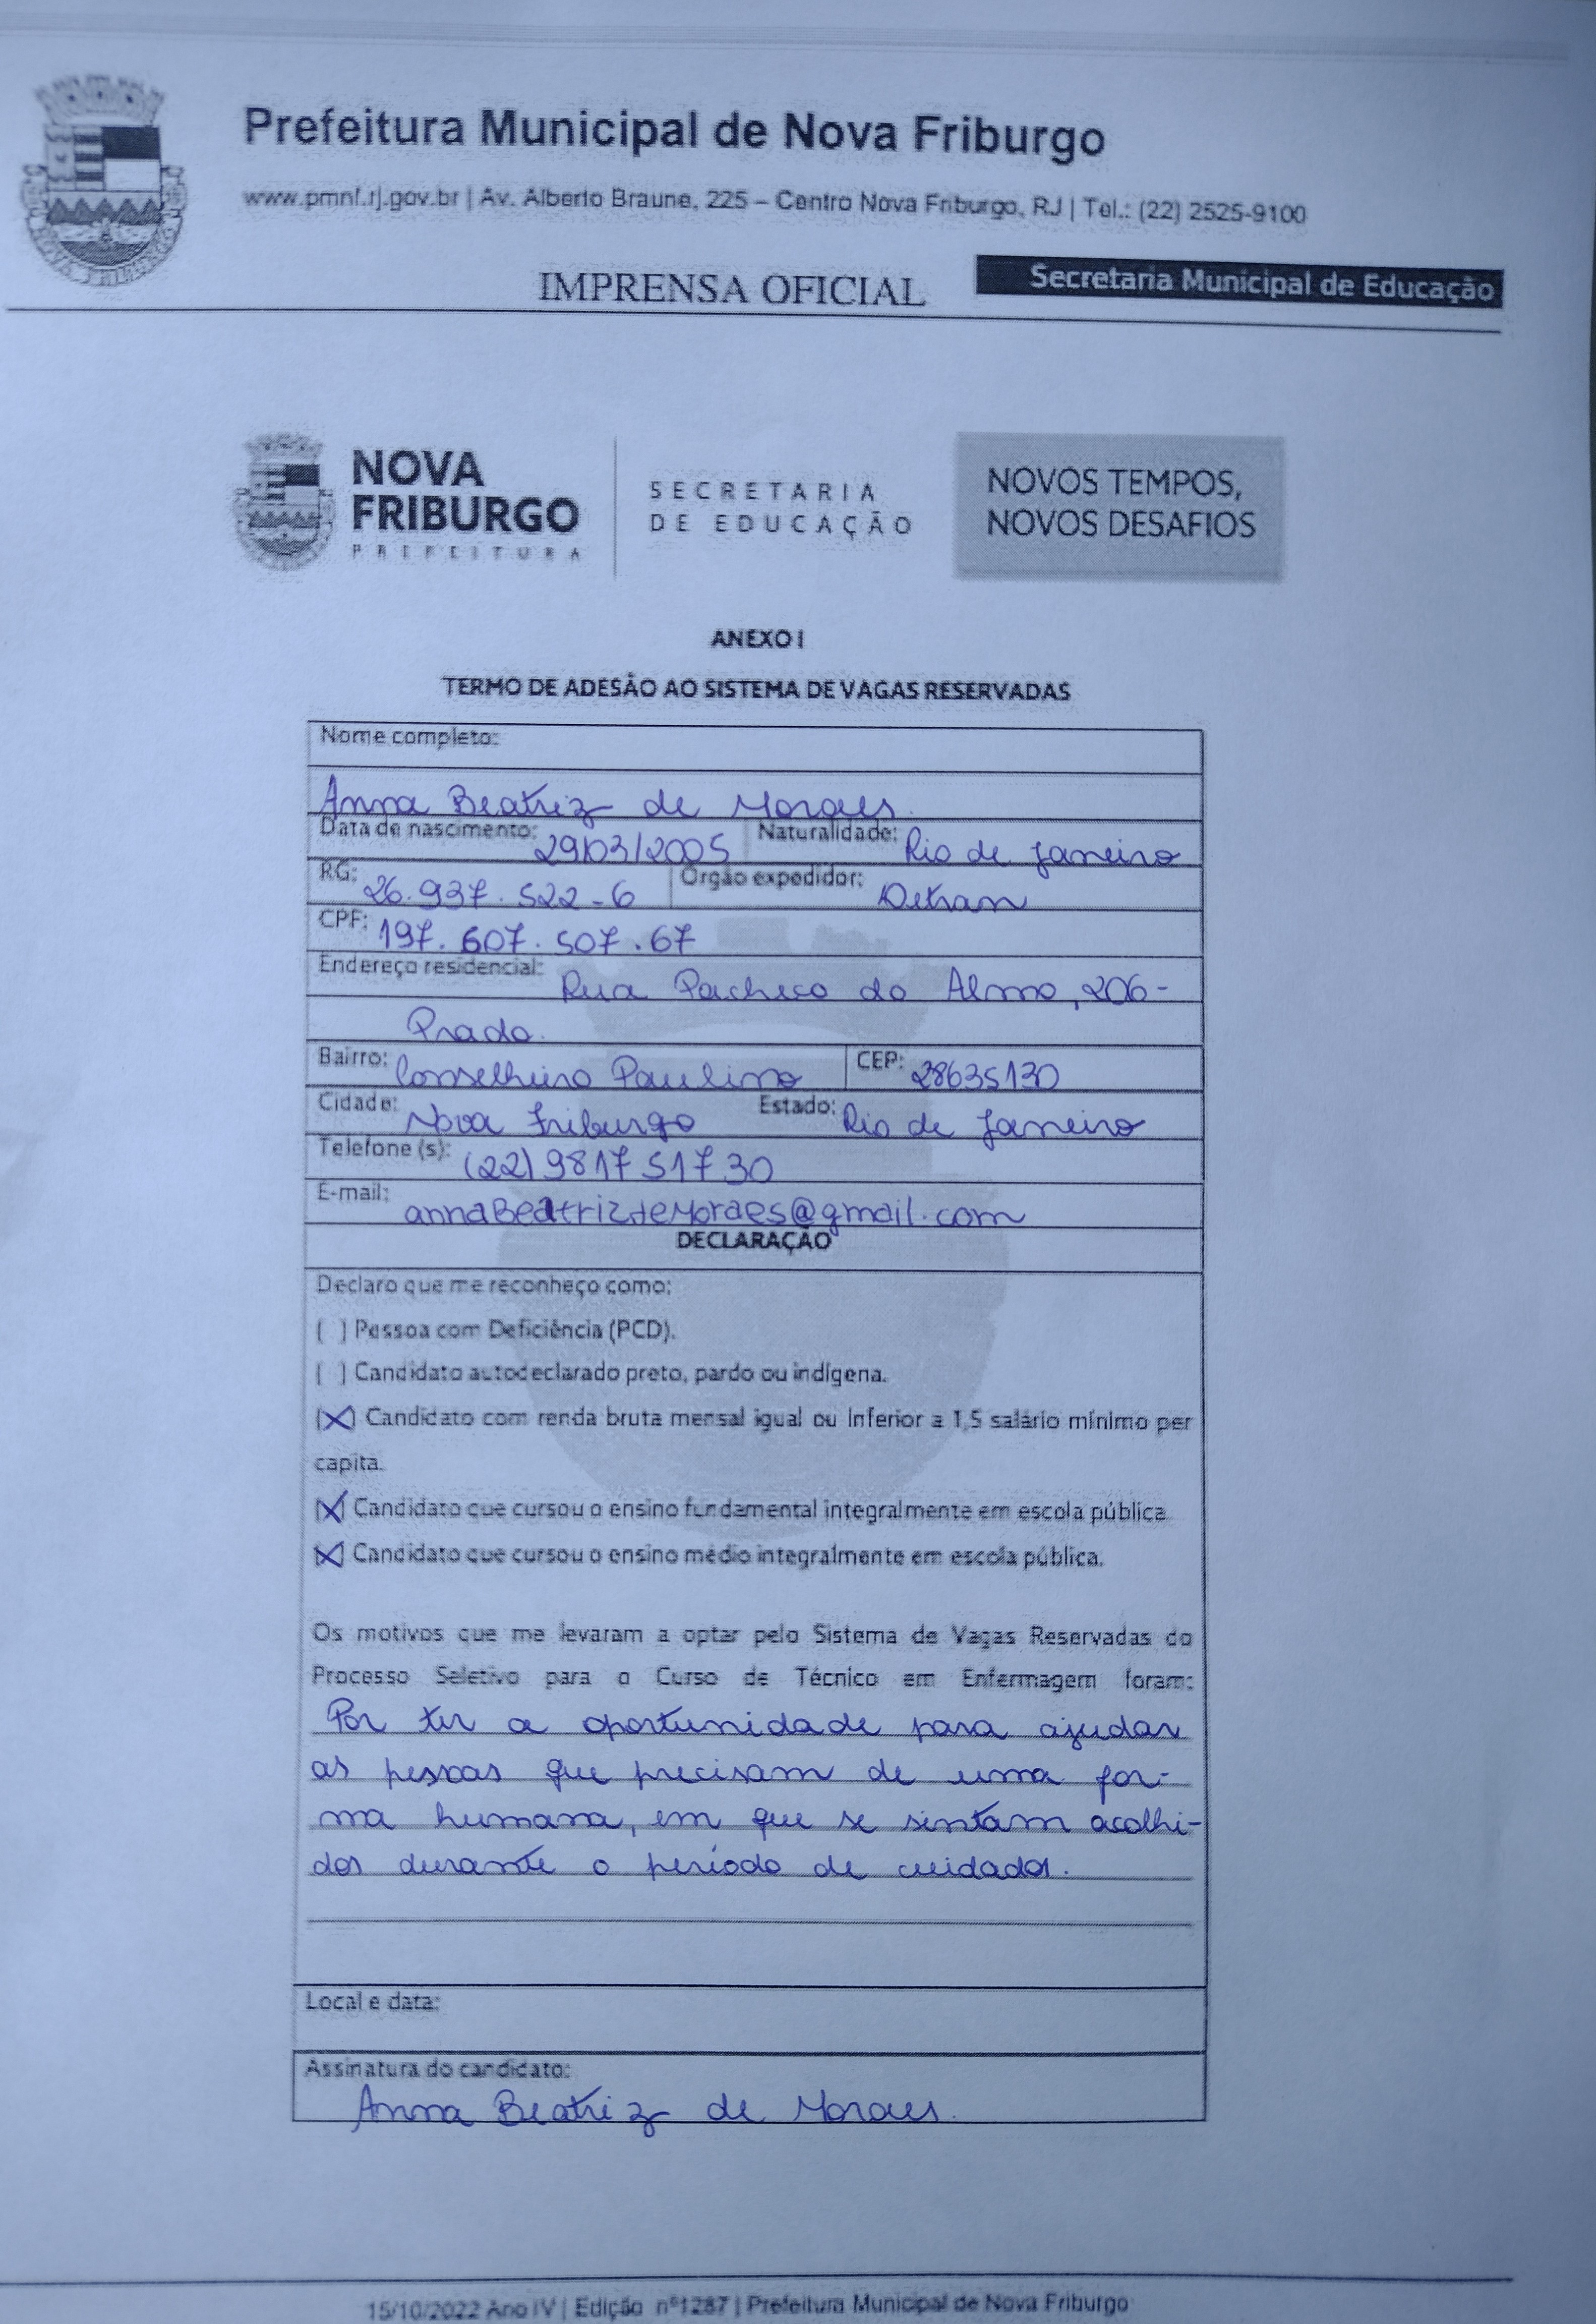 Prefeitura Municipal de Nova Friburgo
www.pmnf.rj.gov.br | Av. Alberto Braune, 225 – Centro Nova Friburgo, RJ | Tel.: (22) 2525-9100
IMPRENSA OFICIAL Secretaria Municipal de Educação
NOVA FRIBURGO
PREFEITURA
SECRETARIA
DE EDUCAÇÃO
NOVOS TEMPOS,
NOVOS DESAFIOS
ANEXO I
TERMO DE ADESÃO AO SISTEMA DE VAGAS RESERVADAS
Nome completo:
Anna Beatriz de Moraes.
Data de nascimento: 29/03/2005 Naturalidade: Rio de Janeiro
RG: 26.937.522-6 Órgão expedidor: Detran
CPF: 197.607.507.67
Endereço residencial: Rua Pacheco do Almo, 206-
Prado.
Bairro: Conselheiro Paulino CEP: 28635130
Cidade: Nova Friburgo Estado: Rio de Janeiro
Telefone (s): (22) 981751730
E-mail: annaBeatrizdeMoraes@gmail.com
DECLARAÇÃO
Declaro que me reconheço como:
( ) Pessoa com Deficiência (PCD).
( ) Candidato autodeclarado preto, pardo ou indígena.
(X) Candidato com renda bruta mensal igual ou inferior a 1,5 salário mínimo per
capita.
(X) Candidato que cursou o ensino fundamental integralmente em escola pública
(X) Candidato que cursou o ensino médio integralmente em escola pública.
Os motivos que me levaram a optar pelo Sistema de Vagas Reservadas do
Processo Seletivo para o Curso de Técnico em Enfermagem foram:
Por ter a oportunidade para ajudar
as pessoas que precisam de uma for-
ma humana, em que se sintam acolhi-
dos durante o período de cuidados.
Local e data:
Assinatura do candidato:
Anna Beatriz de Moraes.
15/10/2022 Ano IV | Edição nº1287 | Prefeitura Municipal de Nova Friburgo